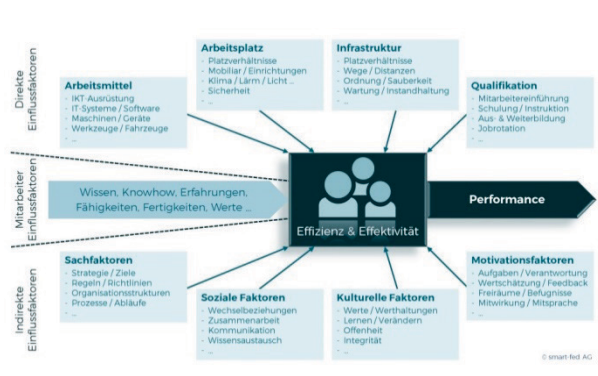 Direkte
Einflussfaktoren
Arbeitsmittel
- IKT-Ausrüstung
- IT-Systeme / Software
- Maschinen / Geräte
- Werkzeuge / Fahrzeuge
- ...
Arbeitsplatz
- Platzverhältnisse
- Mobiliar / Einrichtungen
- Klima / Lärm / Licht ...
- Sicherheit
- ...
Infrastruktur
- Platzverhältnisse
- Wege / Distanzen
- Ordnung / Sauberkeit
- Wartung / Instandhaltung
- ...
Qualifikation
- Mitarbeitereinführung
- Schulung / Instruktion
- Aus- & Weiterbildung
- Jobrotation
- ...
Mitarbeiter
Einflussfaktoren
Wissen, Knowhow, Erfahrungen,
Fähigkeiten, Fertigkeiten, Werte ...
Effizienz & Effektivität
Performance
Indirekte
Einflussfaktoren
Sachfaktoren
- Strategie / Ziele
- Regeln / Richtlinien
- Organisationsstrukturen
- Prozesse / Abläufe
- ...
Soziale Faktoren
- Wechselbeziehungen
- Zusammenarbeit
- Kommunikation
- Wissensaustausch
- ...
Kulturelle Faktoren
- Werte / Werthaltungen
- Lernen / Verändern
- Offenheit
- Integrität
- ...
Motivationsfaktoren
- Aufgaben / Verantwortung
- Wertschätzung / Feedback
- Freiräume / Befugnisse
- Mitwirkung / Mitsprache
- ...
© smart-fed AG